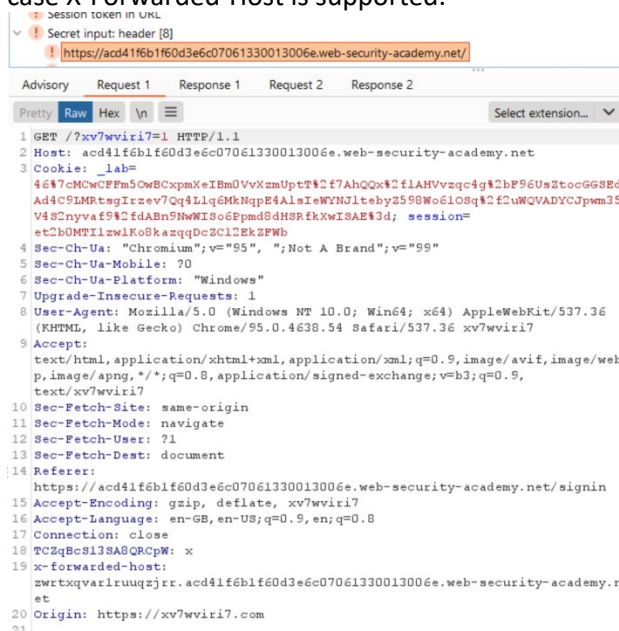 case X-Forwarded-Host is supported.
Session token in URL
Secret input: header [8]
https://acd41f6b1f60d3e6c07061330013006e.web-security-academy.net/
Advisory Request 1 Response 1 Request 2 Response 2
Pretty Raw Hex \n Select extension...
1 GET /?xv7wviri7=1 HTTP/1.1
2 Host: acd41f6b1f60d3e6c07061330013006e.web-security-academy.net
3 Cookie: _lab=
46%7cMCwCFFm5OwBCxpmXeIBm0VvXzmUptT%2f7AhQQx%2flAHVvzqc4g%2bF96UsZtocGGSEd
Ad4C9LMRtsgIrzev7Qq4L1q6MkNqpE4AlsIeWYNJltebyZ598Wo6lOSq%2f2uWQVADYCJpwm35
V4S2nyvaf9%2fdABn9NwWISo6Ppmd8dHSRfkXwISAE%3d; session=
et2b0MTI1zwlKo8kazqqDcZC12EkZFWb
4 Sec-Ch-Ua: "Chromium";v="95", ";Not A Brand";v="99"
5 Sec-Ch-Ua-Mobile: ?0
6 Sec-Ch-Ua-Platform: "Windows"
7 Upgrade-Insecure-Requests: 1
8 User-Agent: Mozilla/5.0 (Windows NT 10.0; Win64; x64) AppleWebKit/537.36
(KHTML, like Gecko) Chrome/95.0.4638.54 Safari/537.36 xv7wviri7
9 Accept:
text/html,application/xhtml+xml,application/xml;q=0.9,image/avif,image/web
p,image/apng,*/*;q=0.8,application/signed-exchange;v=b3;q=0.9,
text/xv7wviri7
10 Sec-Fetch-Site: same-origin
11 Sec-Fetch-Mode: navigate
12 Sec-Fetch-User: ?1
13 Sec-Fetch-Dest: document
14 Referer:
https://acd41f6b1f60d3e6c07061330013006e.web-security-academy.net/signin
15 Accept-Encoding: gzip, deflate, xv7wviri7
16 Accept-Language: en-GB,en-US;q=0.9,en;q=0.8
17 Connection: close
18 TCZqBcS13SA8QRCpW: x
19 x-forwarded-host:
zwrtxqvarlruuqzjrr.acd41f6b1f60d3e6c07061330013006e.web-security-academy.n
et
20 Origin: https://xv7wviri7.com
21